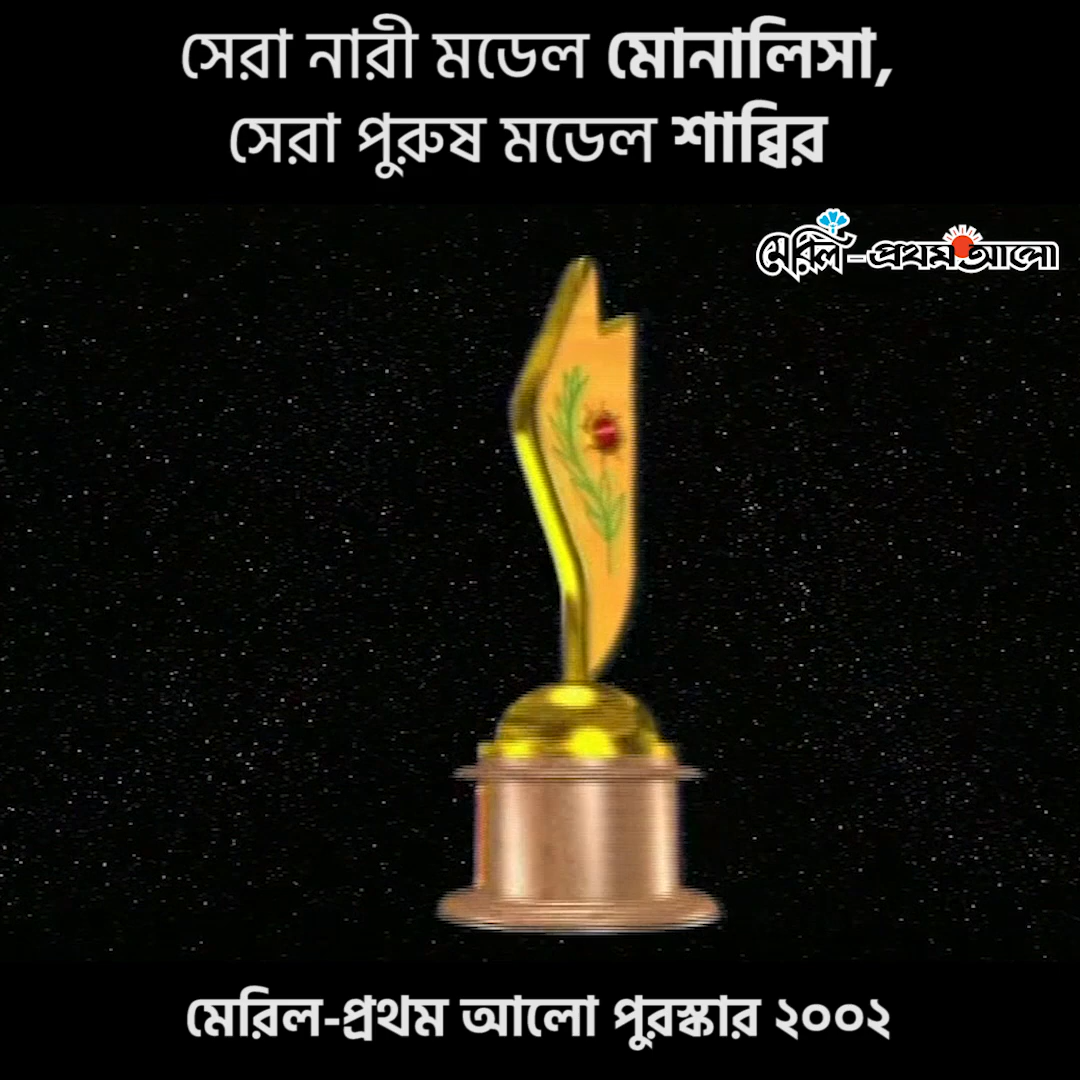 সেরা নারী মডেল মোনালিসা,
সেরা পুরুষ মডেল শাব্বির
মেরিল-প্রথম আলো
মেরিল-প্রথম আলো পুরস্কার ২০০২